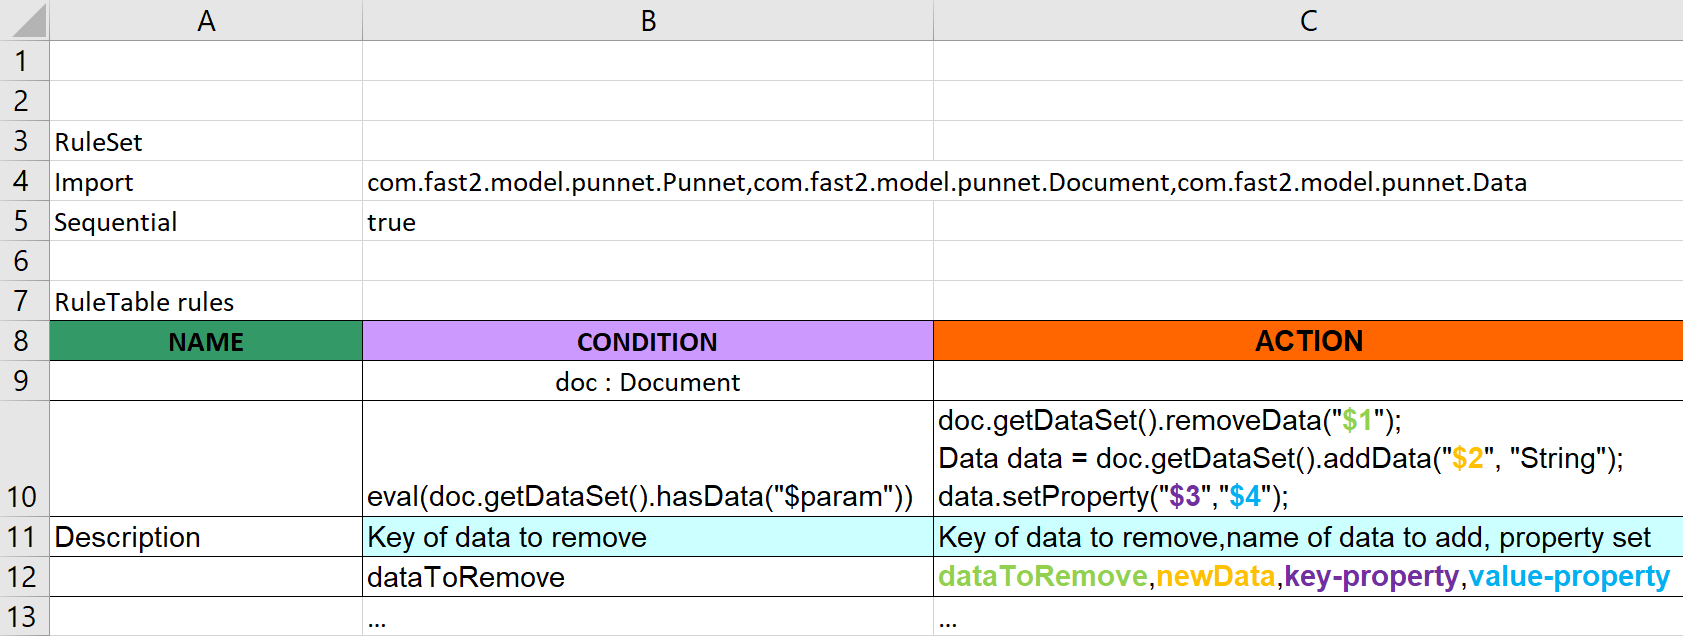 A B C
1
2
3 RuleSet
4 Import com.fast2.model.punnet.Punnet,com.fast2.model.punnet.Document,com.fast2.model.punnet.Data
5 Sequential true
6
7 RuleTable rules
8 NAME CONDITION ACTION
9 doc : Document
doc.getDataSet().removeData("$1");
Data data = doc.getDataSet().addData("$2", "String");
10 eval(doc.getDataSet().hasData("$param")) data.setProperty("$3","$4");
11 Description Key of data to remove Key of data to remove,name of data to add, property set
12 dataToRemove dataToRemove,newData,key-property,value-property
13 ... ...